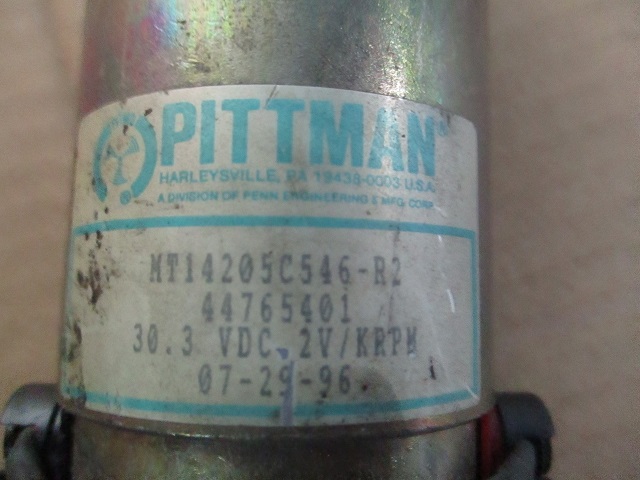 PITTMAN®
HARLEYSVILLE, PA 19438-0003 U.S.A.
A DIVISION OF PENN ENGINEERING & MFG. CORP.
MT14205C546-R2
44765401
30.3 VDC 2V/KRPM
07-29-96